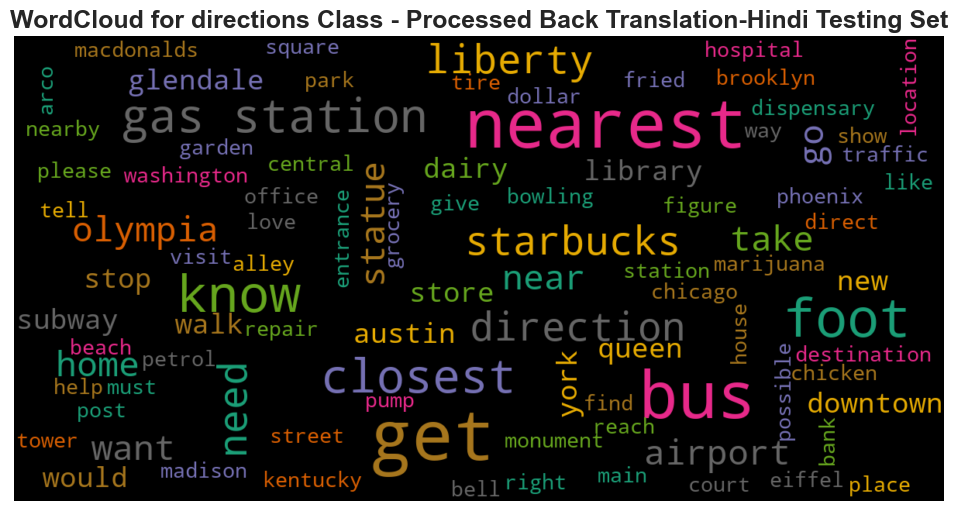 WordCloud for directions Class - Processed Back Translation-Hindi Testing Set
macdonalds
square
liberty
hospital
location
arco
glendale
park
tire
fried
brooklyn
dollar
gas station
nearest
dispensary
nearby
way
go
show
garden
traffic
please
washington
central
dairy
library
like
office
entrance
statue
grocery
give
bowling
figure
phoenix
tell
love
direct
olympia
starbucks
take
visit
alley
near
station
marijuana
stop
know
store
chicago
new
subway
walk
repair
austin
direction
house
foot
beach
petrol
queen
destination
home
need
closest
york
possible
chicken
help
must
pump
get
find
bus
downtown
post
reach
bank
tower
want
street
monument
airport
would
madison
kentucky
bell
right
main
court
eiffel
place